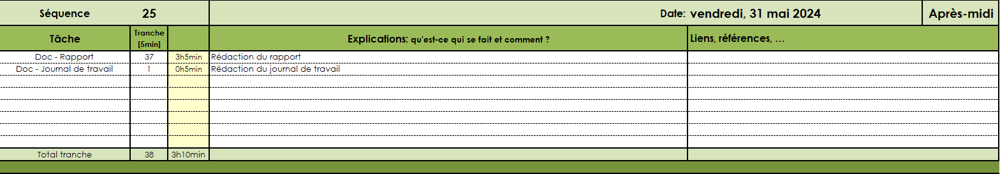 Séquence 25 Date: vendredi, 31 mai 2024 Après-midi
Tâche Tranche [5min] Explications: qu'est-ce qui se fait et comment ? Liens, références, …
Doc - Rapport 37 3h5min Rédaction du rapport
Doc - Journal de travail 1 0h5min Rédaction du journal de travail
Total tranche 38 3h10min